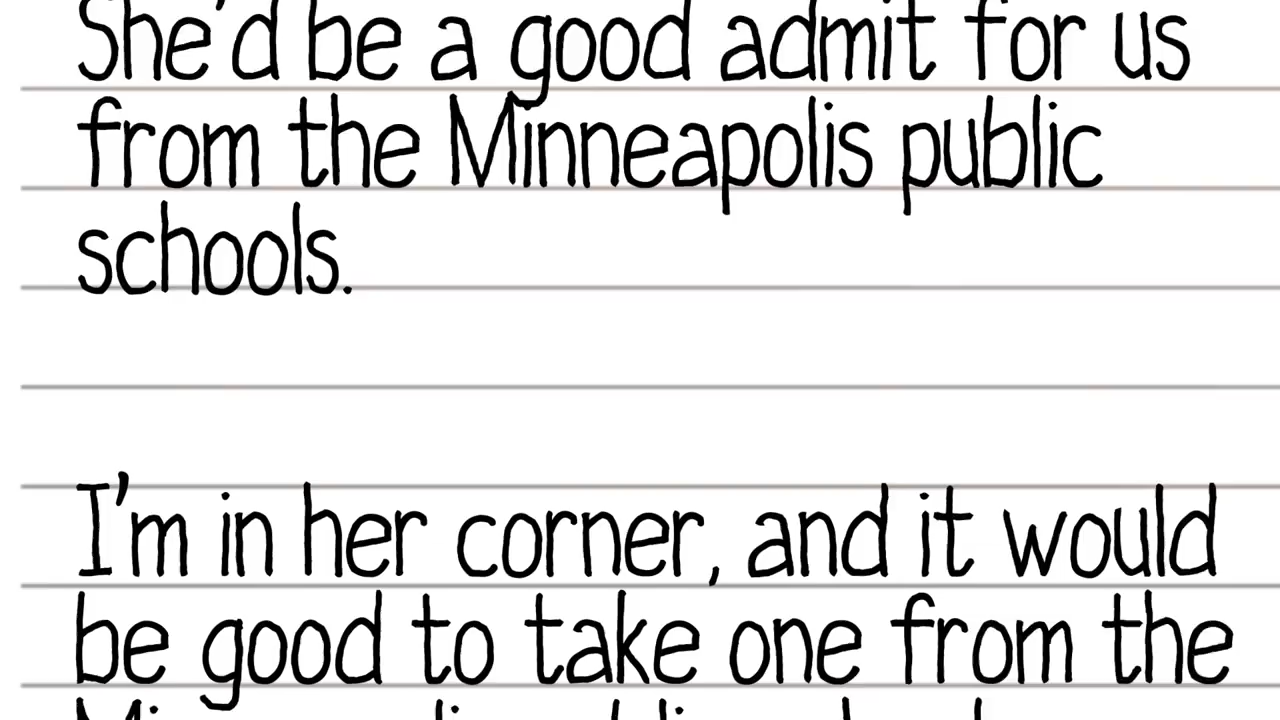 She'd be a good admit for us
from the Minneapolis public
schools.
I'm in her corner, and it would
be good to take one from the